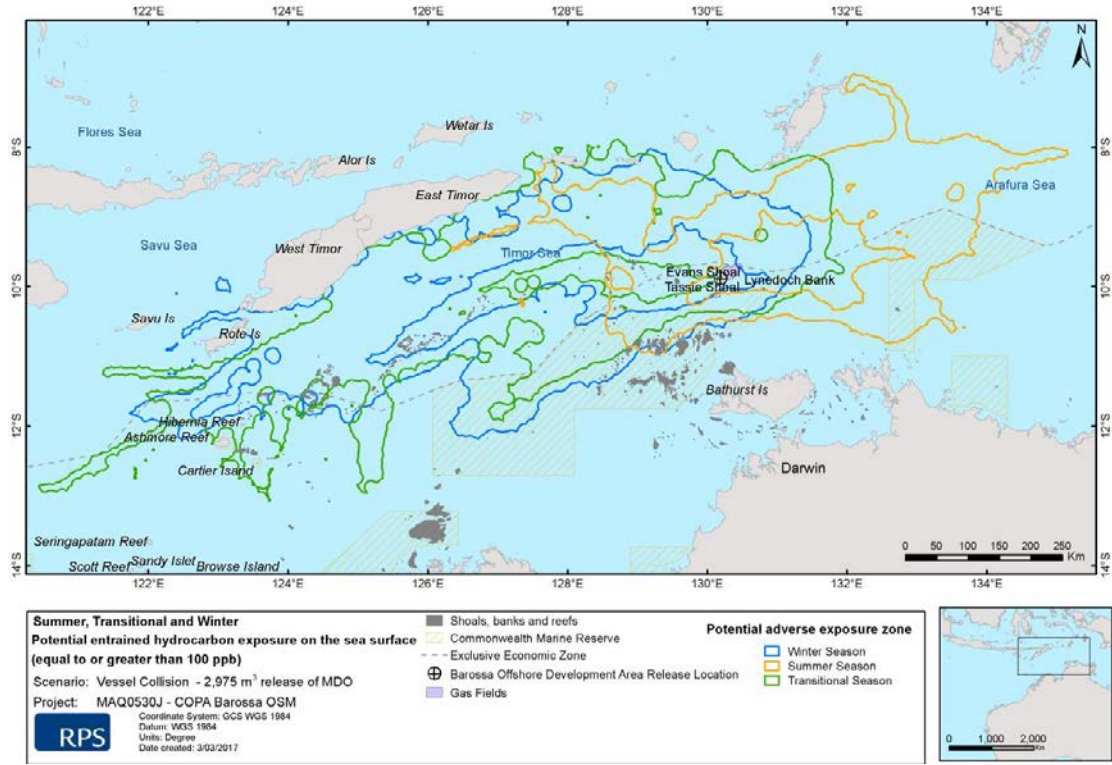 122°E 124°E 126°E 128°E 130°E 132°E 134°E
N
Flores Sea
Wetar Is
8°S 8°S
Alor Is
East Timor
Arafura Sea
Savu Sea
West Timor
Timor Sea
Evans Shoal
Tassie Shoal
Lynedoch Bank
10°S 10°S
Savu Is
Rote Is
Bathurst Is
Hibernia Reef
12°S 12°S
Ashmore Reef
Cartier Island
Darwin
Seringapatam Reef
Scott Reef
Sandy Islet
Browse Island
0 50 100 150 200 250
Km
14°S 14°S
122°E 124°E 126°E 128°E 130°E 132°E 134°E
Summer, Transitional and Winter
Potential entrained hydrocarbon exposure on the sea surface
(equal to or greater than 100 ppb)
Scenario: Vessel Collision - 2,975 m³ release of MDO
Project: MAQ0530J - COPA Barossa OSM
RPS
Coordinate System: GCS WGS 1984
Datum: WGS 1984
Units: Degree
Date created: 3/03/2017
Shoals, banks and reefs
Commonwealth Marine Reserve
Exclusive Economic Zone
Barossa Offshore Development Area Release Location
Gas Fields
Potential adverse exposure zone
Winter Season
Summer Season
Transitional Season
0 1,000 2,000
Km